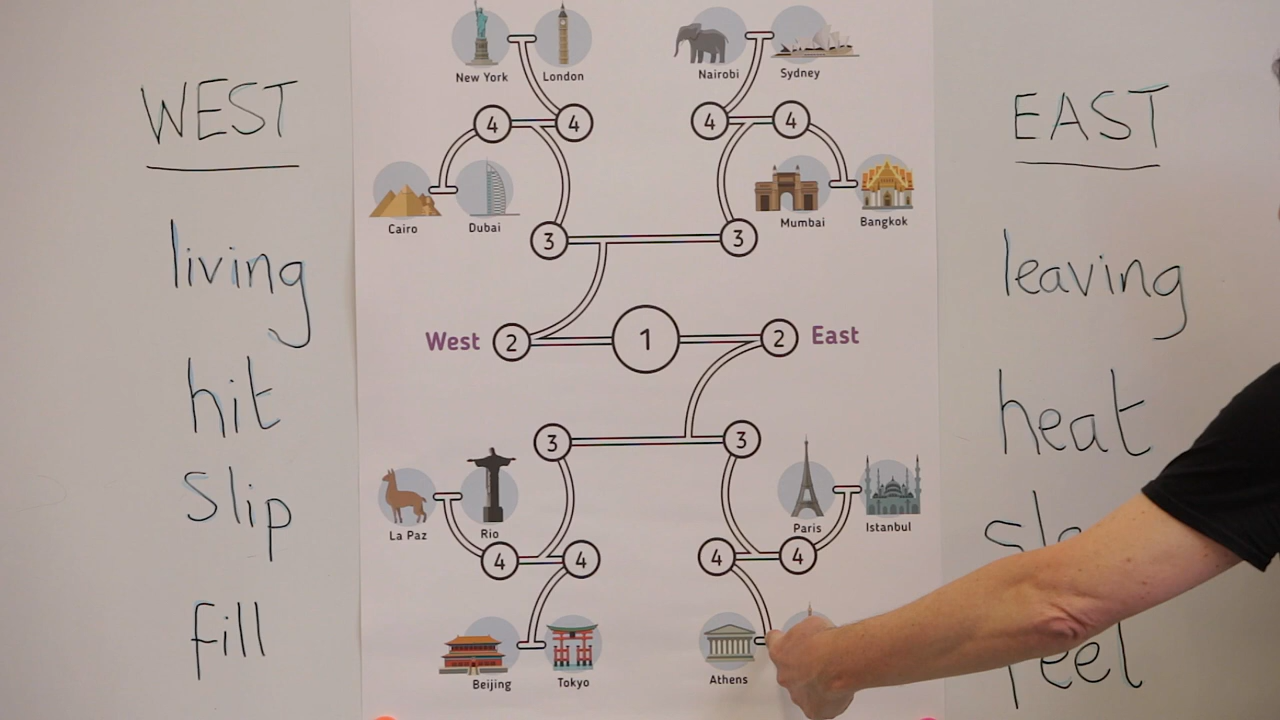 WEST
living
hit
Slip
fill
New York London
Nairobi Sydney
4 4
4 4
Cairo Dubai
Mumbai Bangkok
3 3
West 2 1 2 East
3 3
La Paz Rio
Paris Istanbul
4 4
4 4
Beijing Tokyo
Athens
EAST
leaving
heat